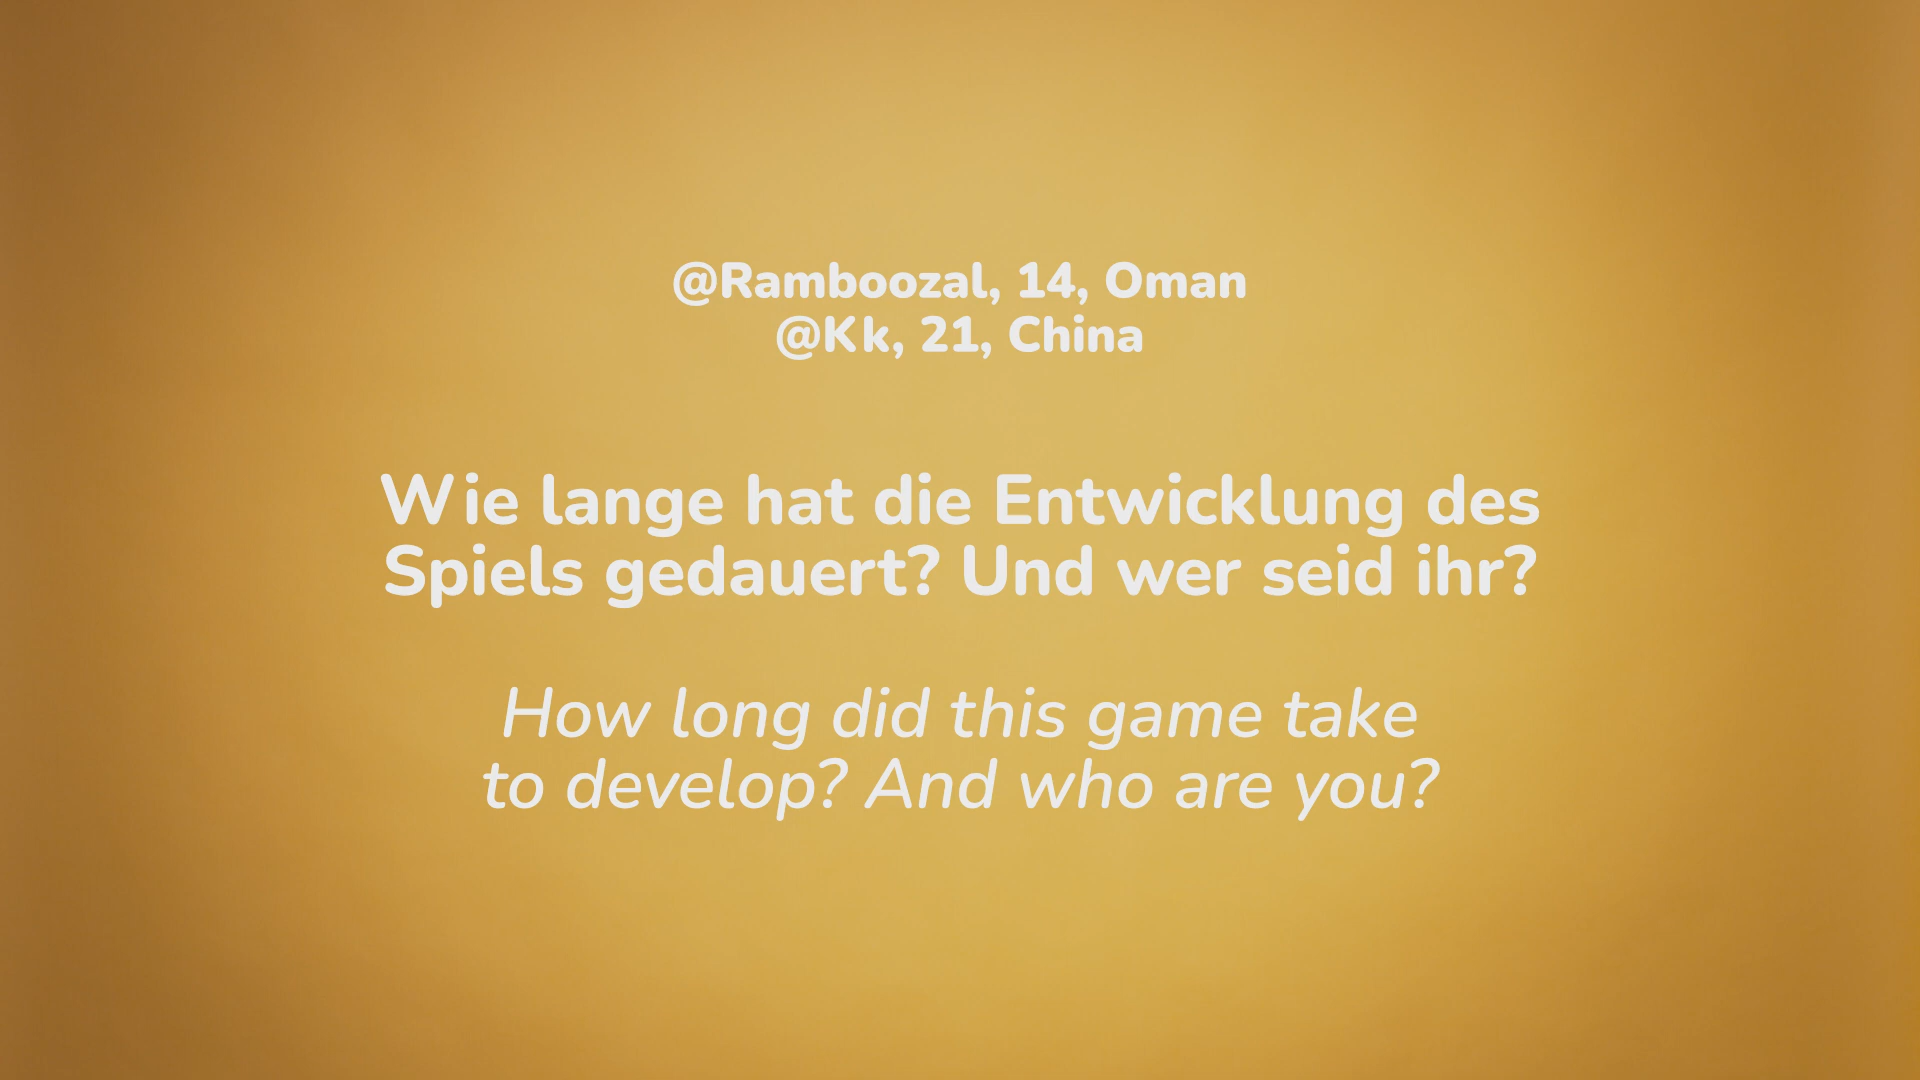 @Ramboozal, 14, Oman
@Kk, 21, China
Wie lange hat die Entwicklung des
Spiels gedauert? Und wer seid ihr?
How long did this game take
to develop? And who are you?